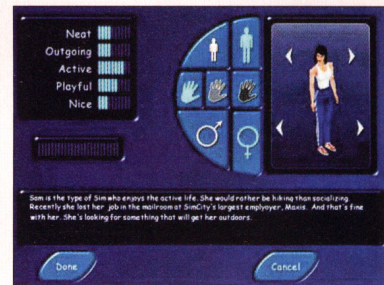 Neat
Outgoing
Active
Playful
Nice
Sam is the type of Sim who enjoys the active life. She would rather be hiking than socializing.
Recently she lost her job in the mailroom at SimCity's largest emplyoyer, Maxis. And that's fine
with her. She's looking for something that will get her outdoors.
Done
Cancel